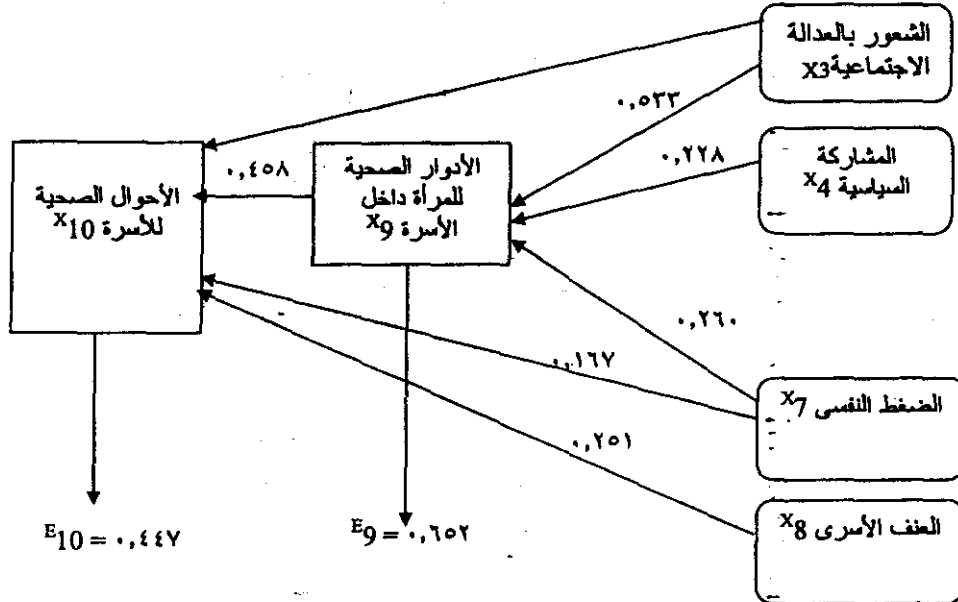 الشعور بالعدالة
الاجتماعية X3
٠,٥٣٣
المشاركة
السياسية X4
٠,٢٢٨
الأدوار الصحية
للمرأة داخل
الأسرة X9
٠,٤٥٨
الأحوال الصحية
للأسرة X10
٠,٢٦٠
٠,١٦٧
الضغط النفسى X7
٠,٢٥١
العنف الأسرى X8
E9 = ٠,٦٥٢
E10 = ٠,٤٤٧